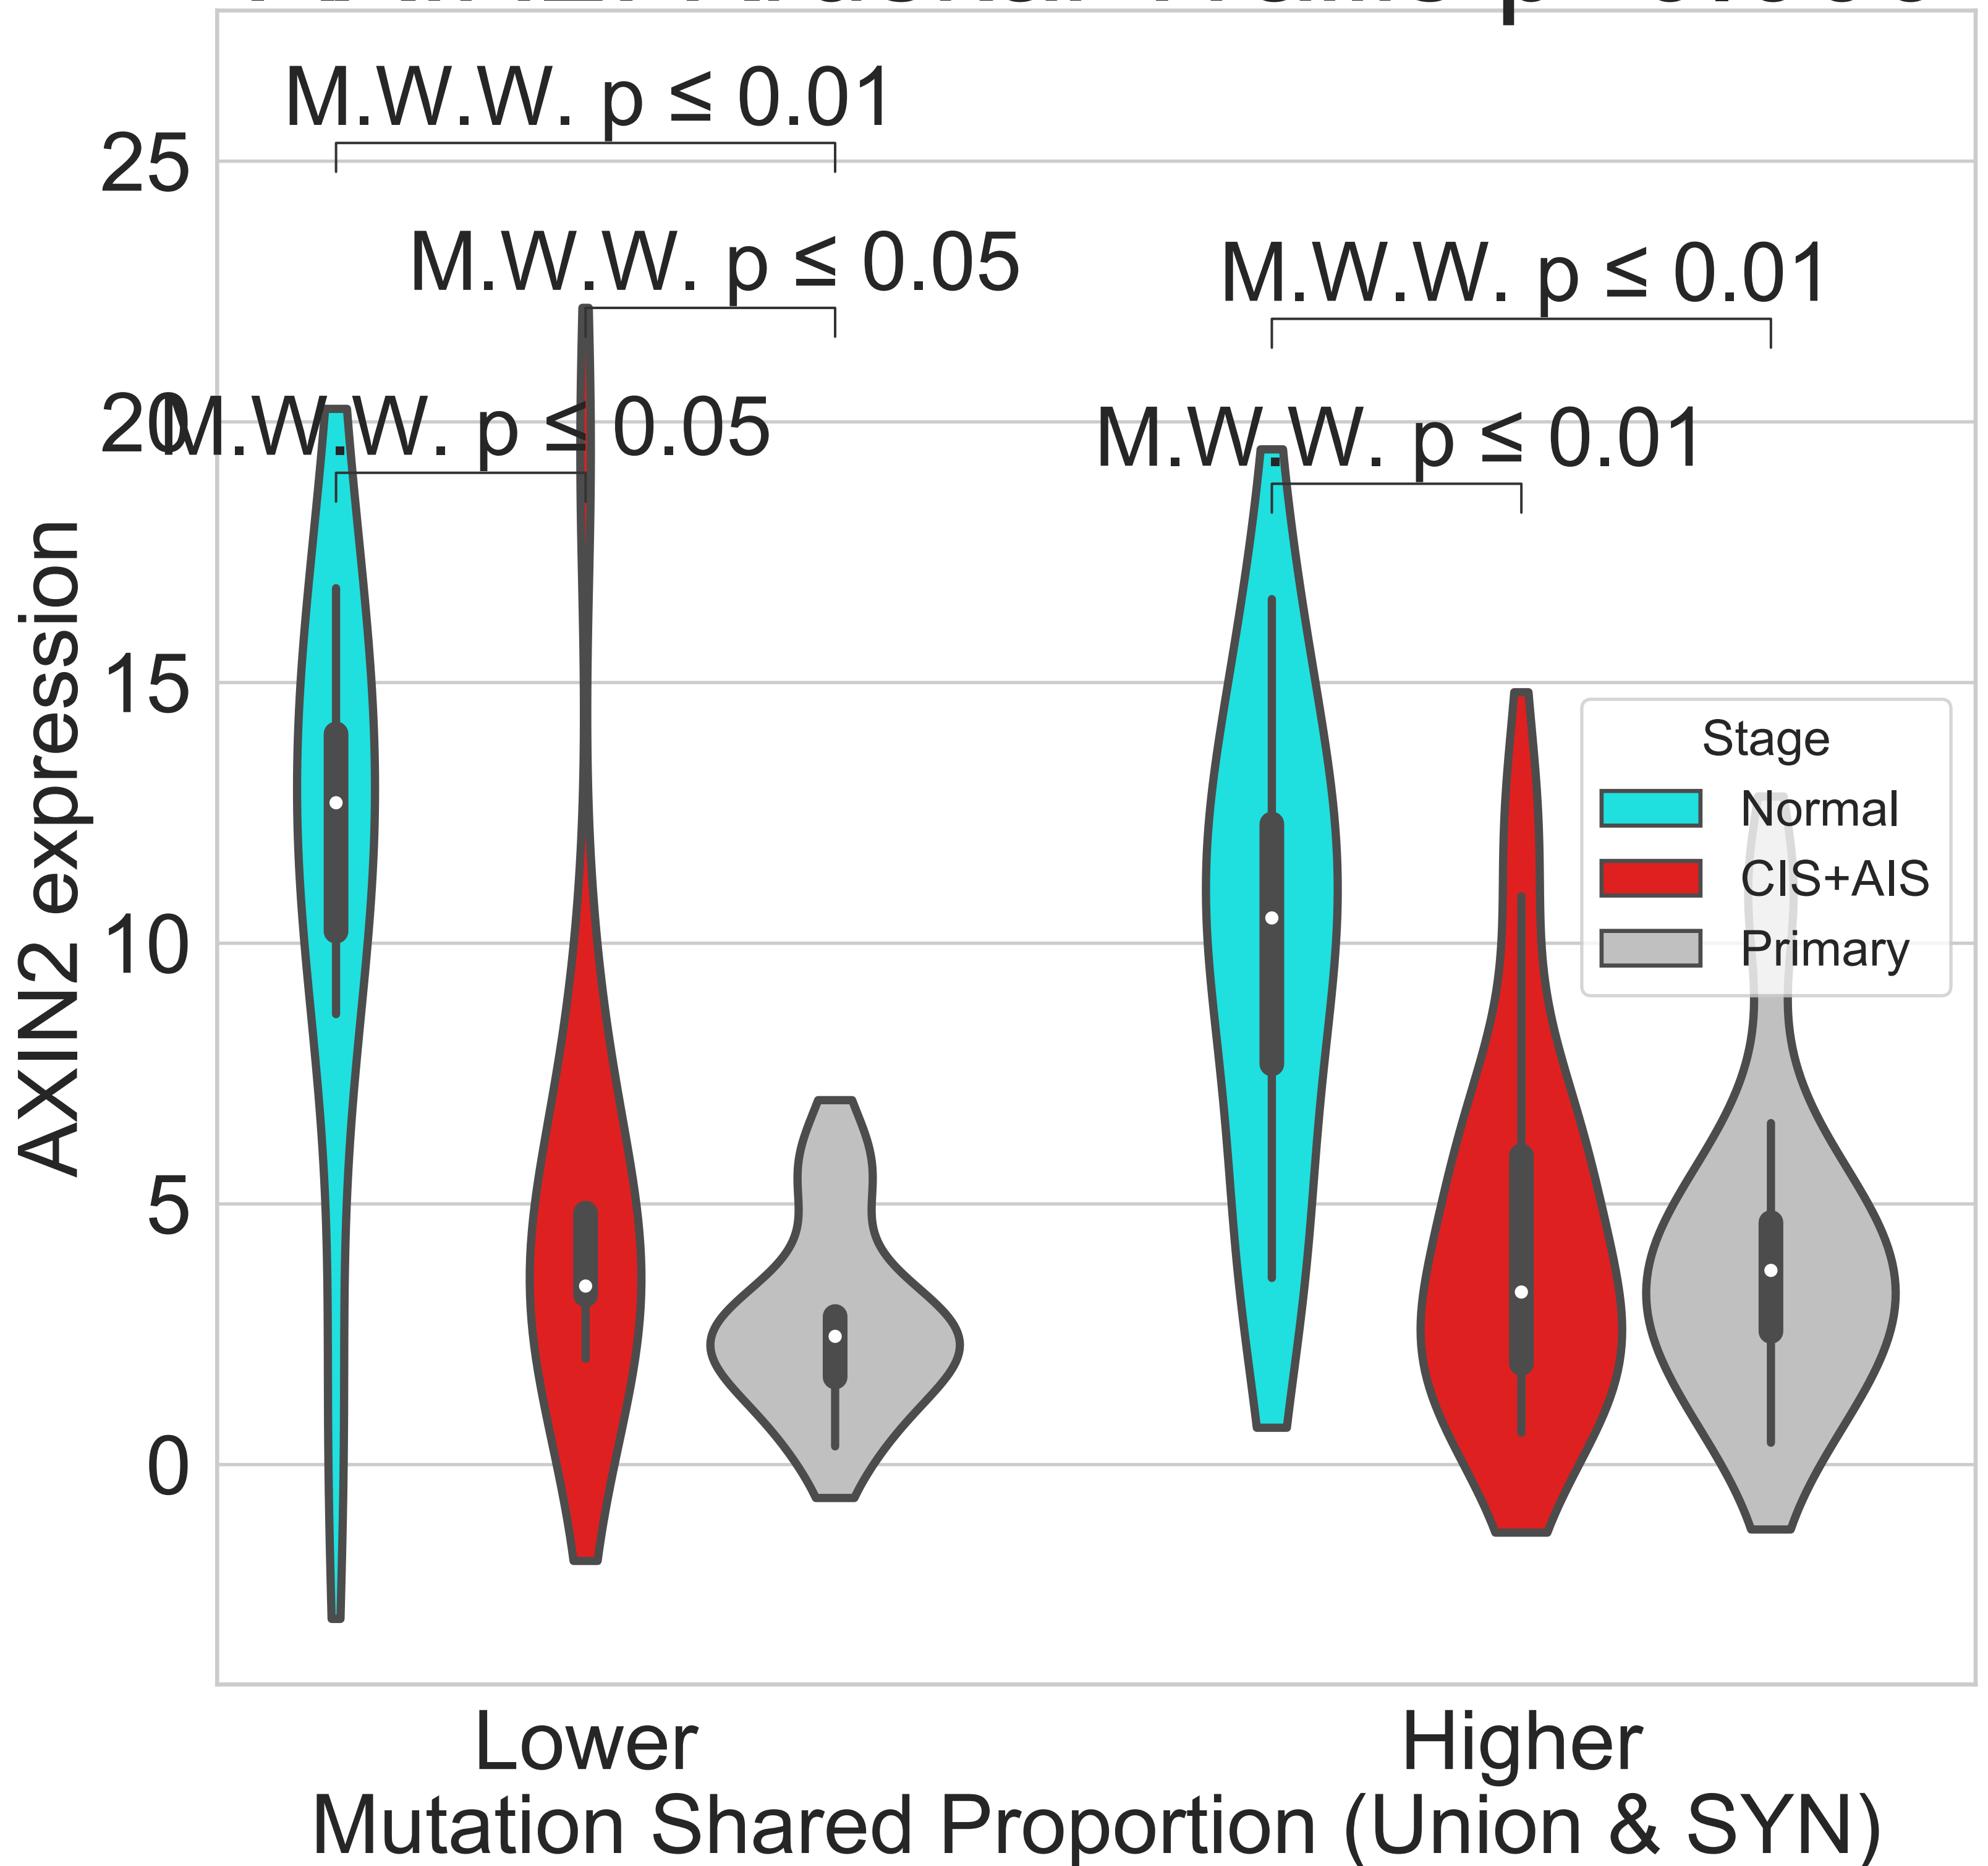 M.W.W. p ≤ 0.01
25
M.W.W. p ≤ 0.05
M.W.W. p ≤ 0.01
20
M.W.W. p ≤ 0.05
M.W.W. p ≤ 0.01
15
Stage
Normal
CIS+AIS
Primary
10
5
0
AXIN2 expression
Lower
Higher
Mutation Shared Proportion (Union & SYN)